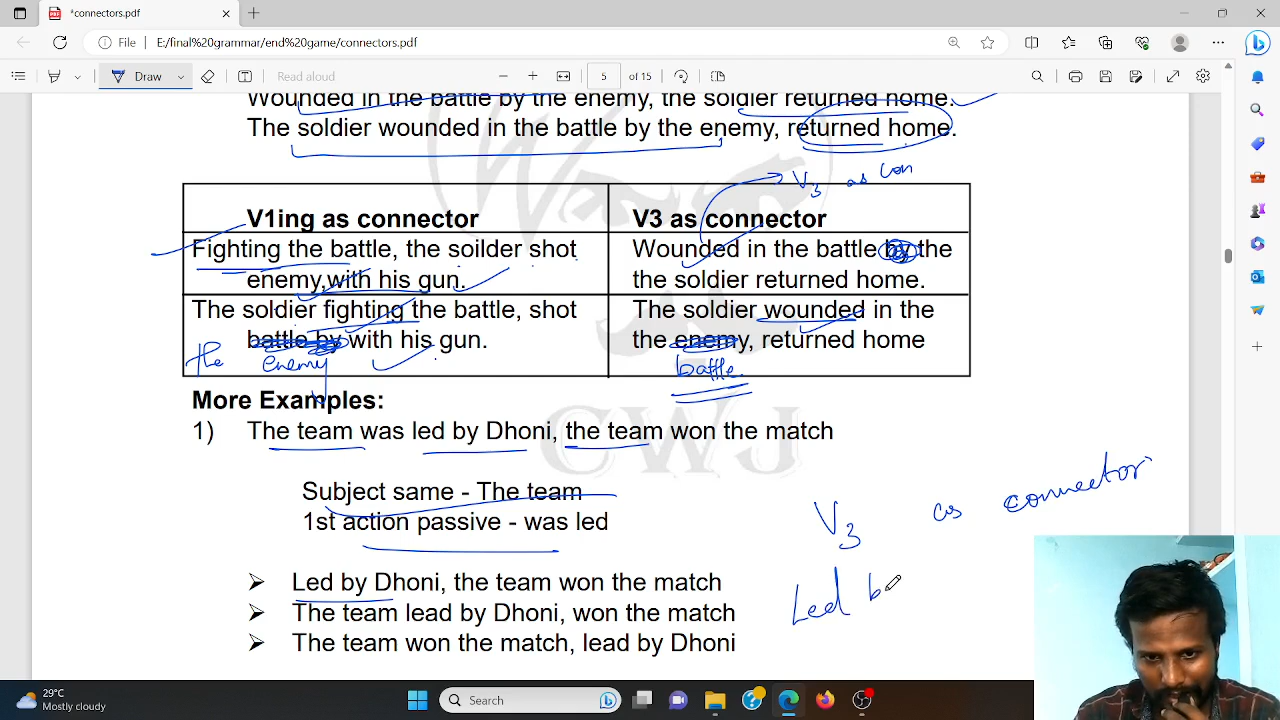 *connectors.pdf
File E:/final%20grammar/end%20game/connectors.pdf
Draw Read aloud 5 of 15
Wounded in the battle by the enemy, the soldier returned home.
The soldier wounded in the battle by the enemy, returned home.
V3 as con
V1ing as connector V3 as connector
Fighting the battle, the soilder shot
enemy,with his gun.
Wounded in the battle by the
the soldier returned home.
The soldier fighting the battle, shot
battle by with his gun.
the enemy
The soldier wounded in the
the enemy, returned home
battle.
More Examples:
1) The team was led by Dhoni, the team won the match
Subject same - The team
1st action passive - was led
V3 as connector
Led b
➢ Led by Dhoni, the team won the match
➢ The team lead by Dhoni, won the match
➢ The team won the match, lead by Dhoni
CWJ
29°C
Mostly cloudy
Search